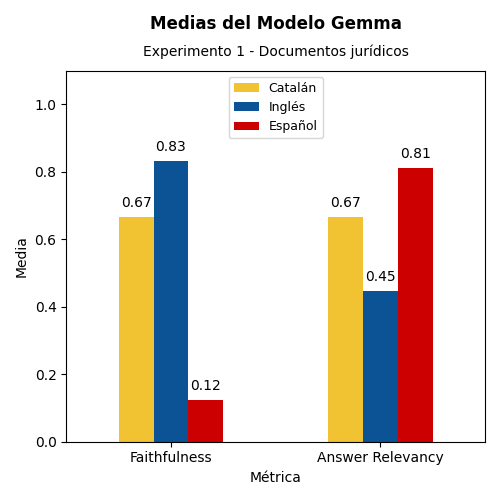 Medias del Modelo Gemma
Experimento 1 - Documentos jurídicos
Catalán
Inglés
Español
Media
1.0
0.8
0.6
0.4
0.2
0.0
0.67
0.83
0.12
0.67
0.45
0.81
Faithfulness
Answer Relevancy
Métrica